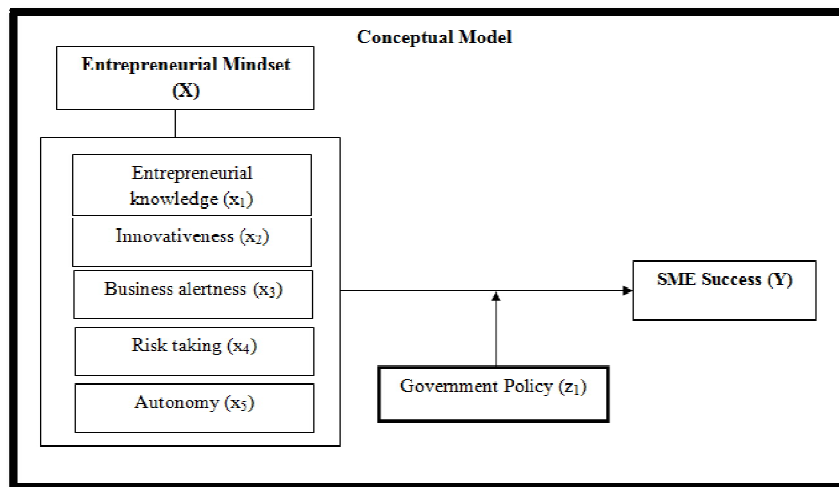 Conceptual Model
Entrepreneurial Mindset
(X)
Entrepreneurial
knowledge (x₁)
Innovativeness (x₂)
Business alertness (x₃)
Risk taking (x₄)
Autonomy (x₅)
SME Success (Y)
Government Policy (z₁)